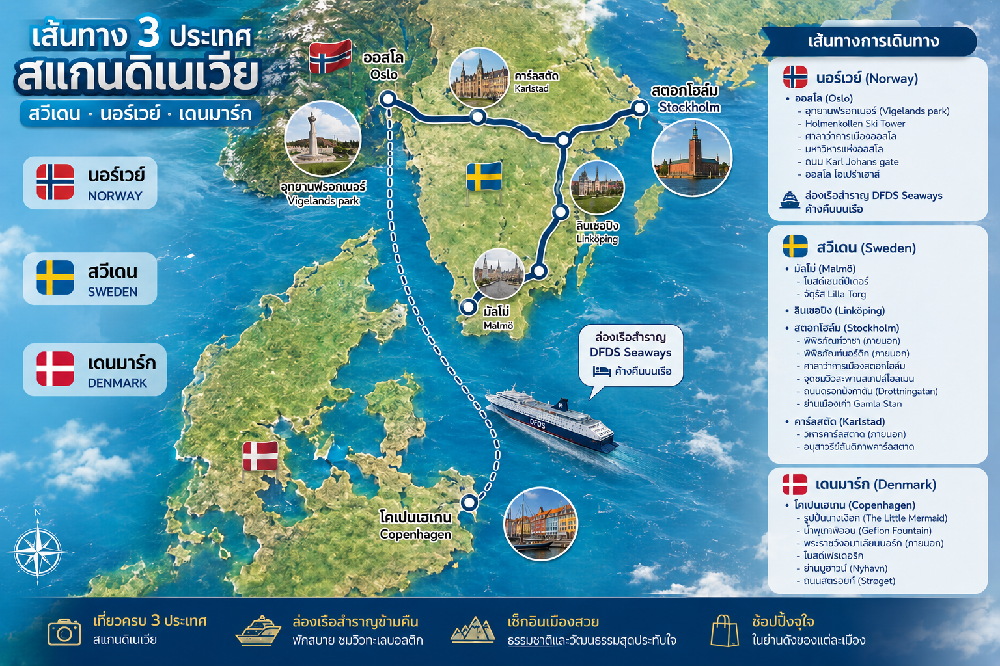 เส้นทาง 3 ประเทศ
สแกนดิเนเวีย
สวีเดน · นอร์เวย์ · เดนมาร์ก
นอร์เวย์
NORWAY
สวีเดน
SWEDEN
เดนมาร์ก
DENMARK
ออสโล
Oslo
คาร์ลสตัด
Karlstad
สตอกโฮล์ม
Stockholm
อุทยานฟรอกเนอร์
Vigelands park
ลินเชอปิง
Linköping
มัลโม่
Malmö
ล่องเรือสำราญ
DFDS Seaways
ค้างคืนบนเรือ
DFDS
โคเปนเฮเกน
Copenhagen
N
เส้นทางการเดินทาง
นอร์เวย์ (Norway)
• ออสโล (Oslo)
- อุทยานฟรอกเนอร์ (Vigelands park)
- Holmenkollen Ski Tower
- ศาลาว่าการเมืองออสโล
- มหาวิหารแห่งออสโล
- ถนน Karl Johans gate
- ออสโล โอเปร่าเฮาส์
ล่องเรือสำราญ DFDS Seaways
ค้างคืนบนเรือ
สวีเดน (Sweden)
• มัลโม่ (Malmö)
- โบสถ์เซนต์ปีเตอร์
- จัตุรัส Lilla Torg
• ลินเชอปิง (Linköping)
• สตอกโฮล์ม (Stockholm)
- พิพิธภัณฑ์วาซา (ภายนอก)
- พิพิธภัณฑ์นอร์ดิก (ภายนอก)
- ศาลาว่าการเมืองสตอกโฮล์ม
- จุดชมวิวสะพานสเกปส์โฮลเมน
- ถนนดรอทนิงกาตัน (Drottningatan)
- ย่านเมืองเก่า Gamla Stan
• คาร์ลสตัด (Karlstad)
- วิหารคาร์ลสตาด (ภายนอก)
- อนุสาวรีย์สันติภาพคาร์ลสตาด
เดนมาร์ก (Denmark)
• โคเปนเฮเกน (Copenhagen)
- รูปปั้นนางเงือก (The Little Mermaid)
- น้ำพุเกฟิออน (Gefion Fountain)
- พระราชวังอมาเลียนบอร์ก (ภายนอก)
- โบสถ์เฟรเดอริก
- ย่านนูฮาวน์ (Nyhavn)
- ถนนสตรอยก์ (Strøget)
เที่ยวครบ 3 ประเทศ
สแกนดิเนเวีย
ล่องเรือสำราญข้ามคืน
พักสบาย ชมวิวทะเลบอลติก
เช็กอินเมืองสวย
ธรรมชาติและวัฒนธรรมสุดประทับใจ
ช้อปปิ้งจุใจ
ในย่านดังของแต่ละเมือง